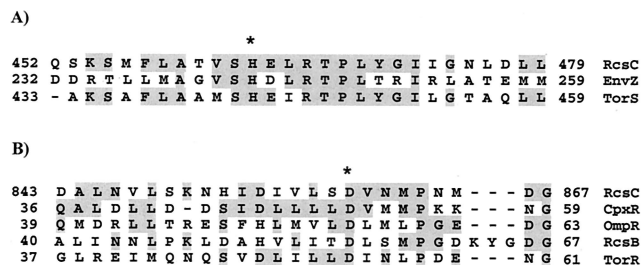 A)
*
452 Q S K S M F L A T V S H E L R T P L Y G I I G N L D L L 479 RcsC
232 D D R T L L M A G V S H D L R T P L T R I R L A T E M M 259 EnvZ
433 - A K S A F L A A M S H E I R T P L Y G I L G T A Q L L 459 TorS
B)
*
843 D A L N V L S K N H I D I V L S D V N M P N M - - - D G 867 RcsC
36 Q A L D L L D - D S I D L L L L D V M M P K K - - - N G 59 CpxR
39 Q M D R L L T R E S F H L M V L D L M L P G E - - - D G 63 OmpR
40 A L I N N L P K L D A H V L I T D L S M P G D K Y G D G 67 RcsB
37 G L R E I M Q N Q S V D L I L L D I N L P D E - - - N G 61 TorR